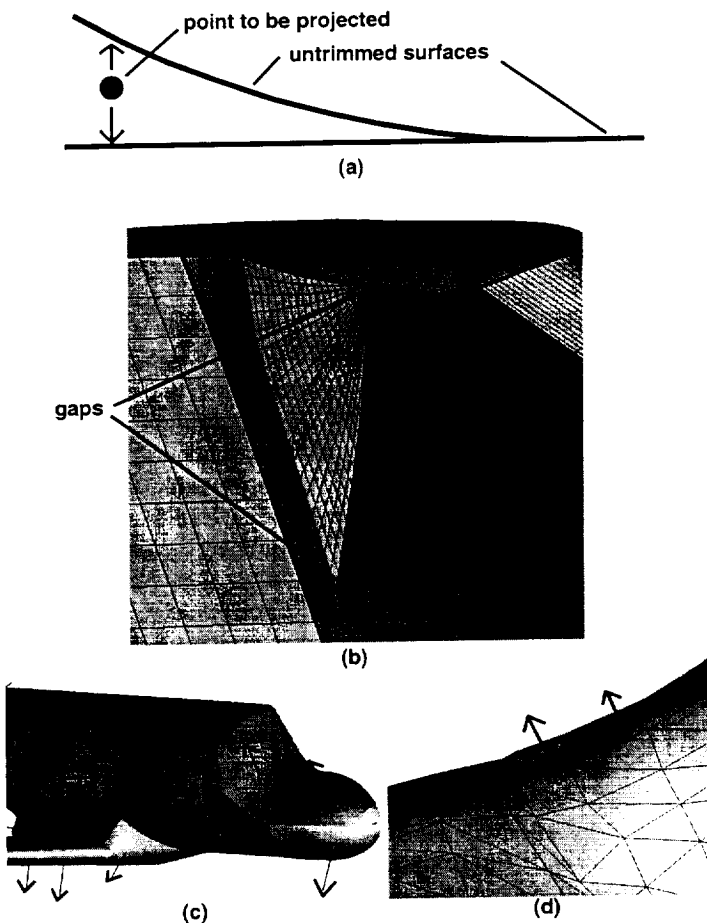 point to be projected
untrimmed surfaces
(a)
gaps
(b)
(c)
(d)